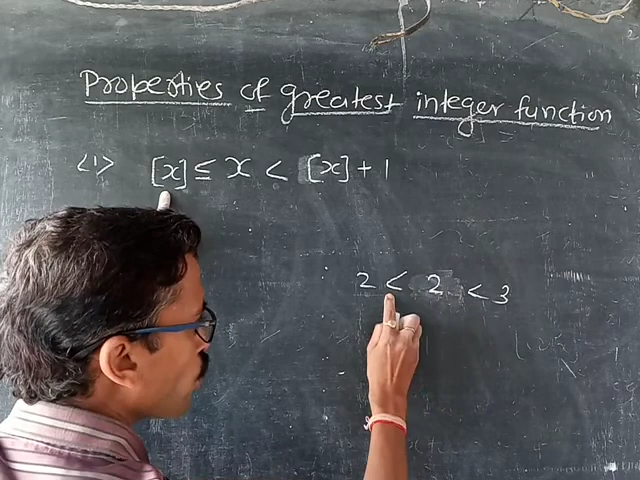 Properties of greatest integer function
<1> [x] ≤ x < [x] + 1
2 < 2 < 3